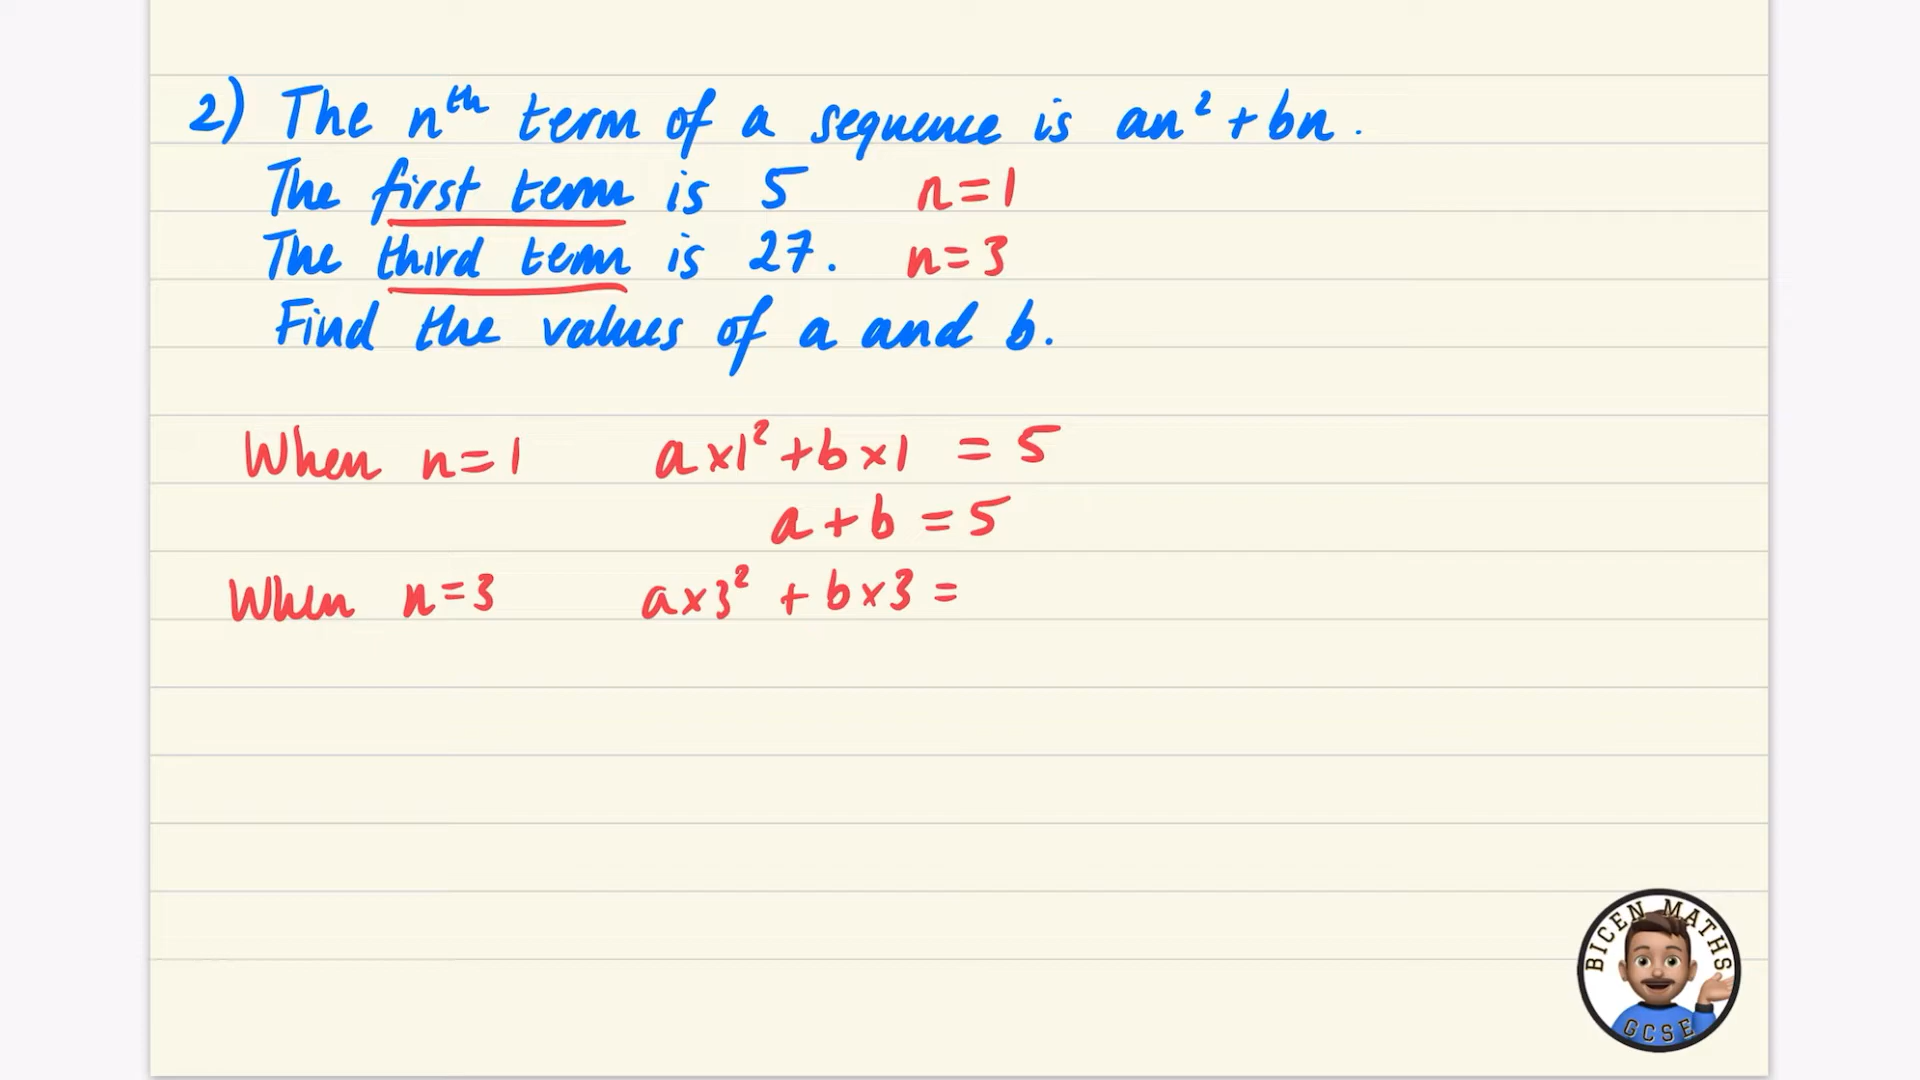 2) The nth term of a sequence is an² + bn.
The first term is 5 n=1
The third term is 27. n=3
Find the values of a and b.
When n=1 a×1² + b×1 = 5
a + b = 5
When n=3 a×3² + b×3 =
BICEN MATHS
GCSE